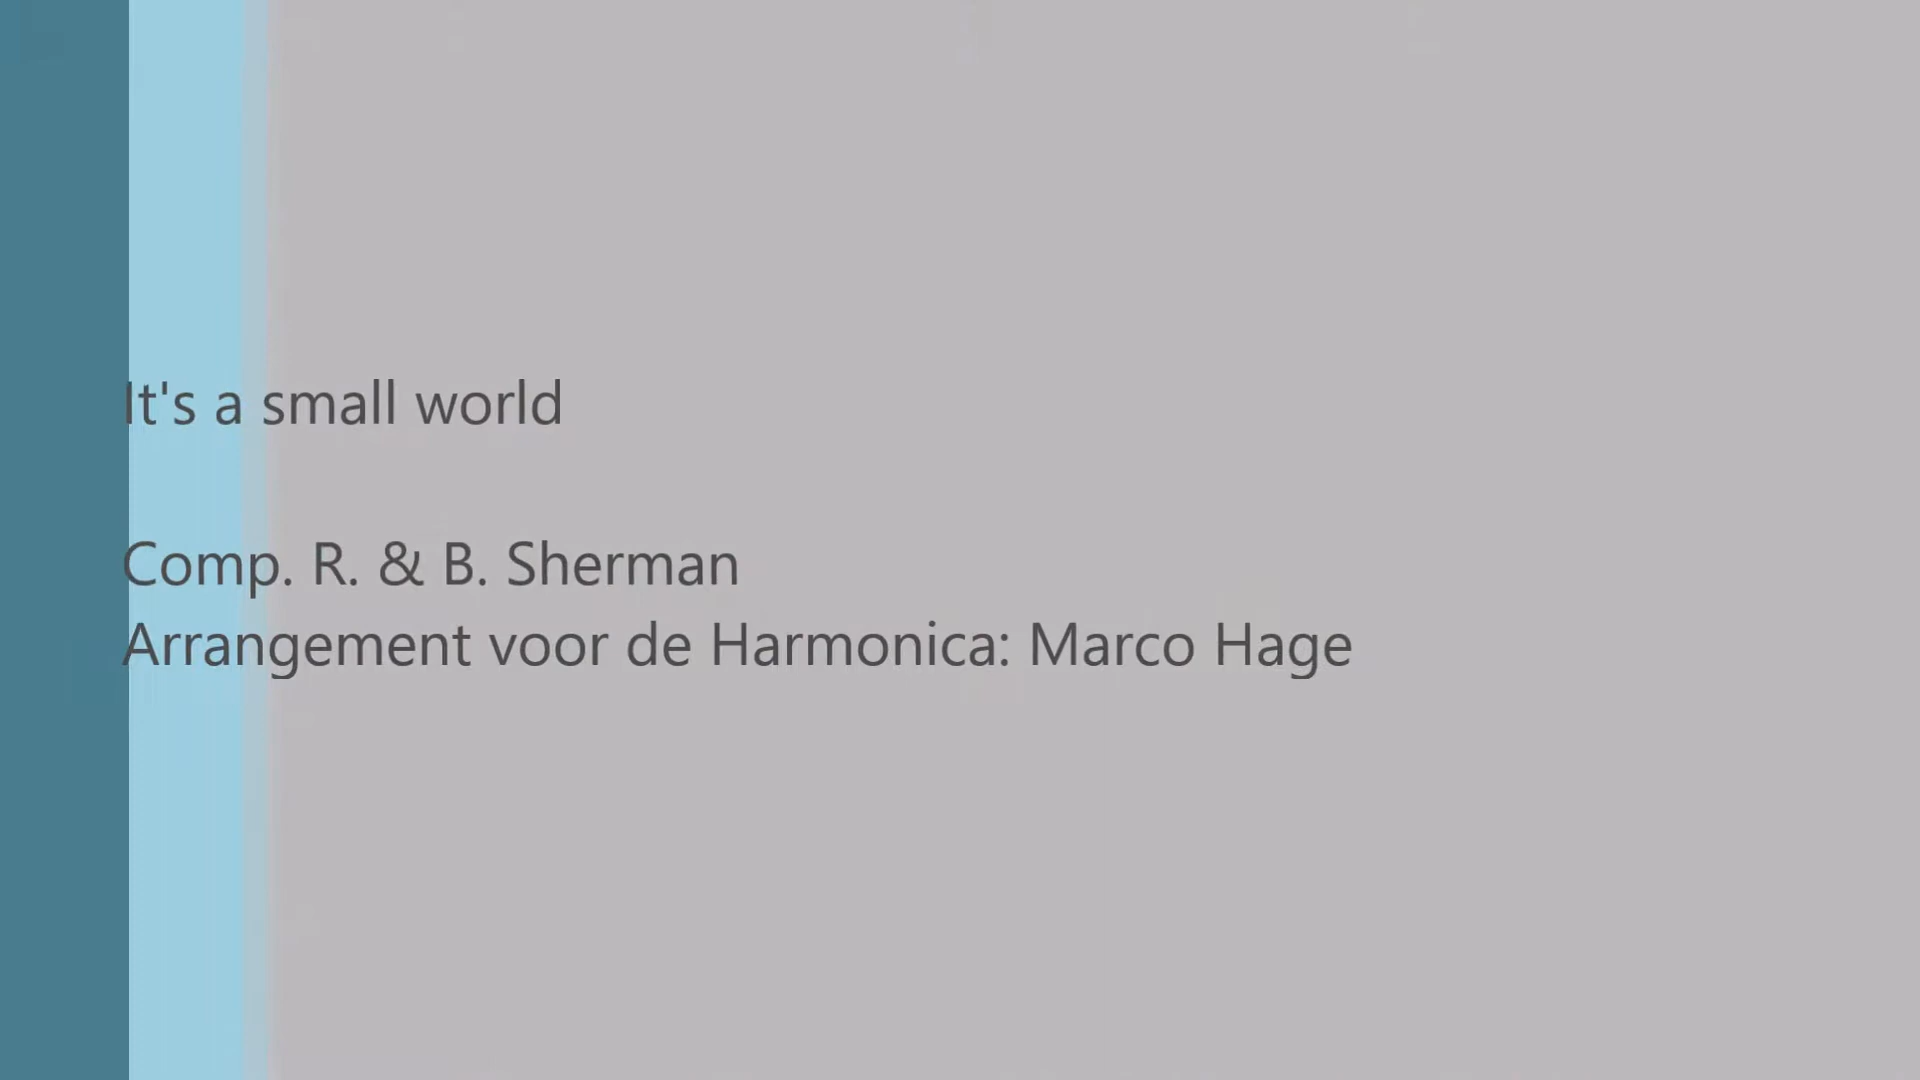 It's a small world
Comp. R. & B. Sherman
Arrangement voor de Harmonica: Marco Hage